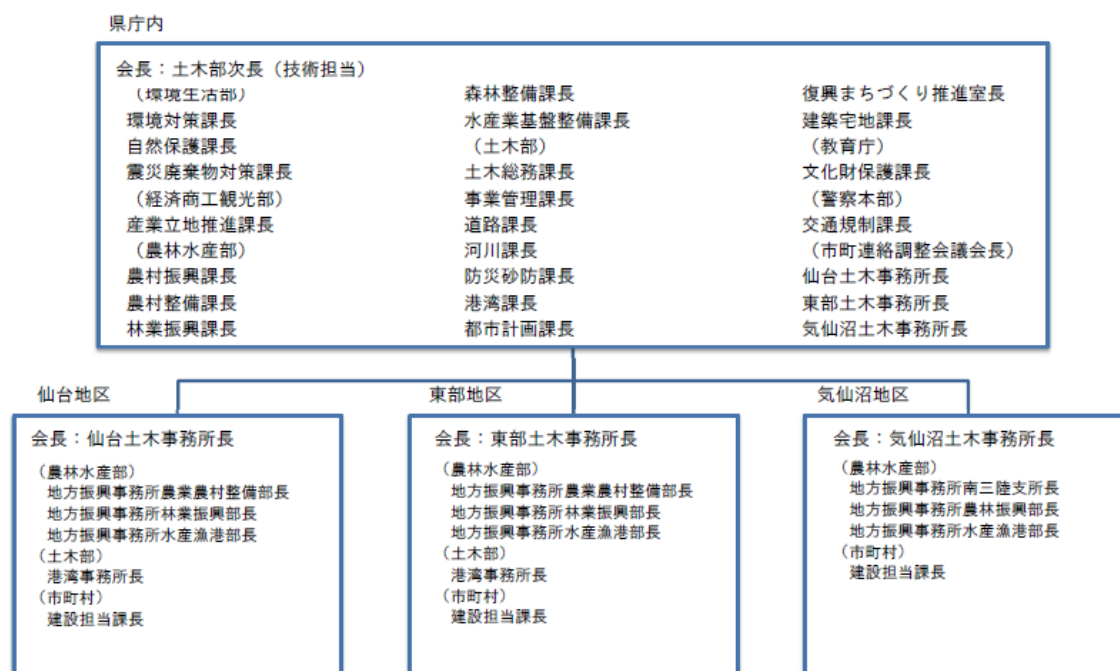 県庁内
会長：土木部次長（技術担当）
（環境生活部）
環境対策課長
自然保護課長
震災廃棄物対策課長
（経済商工観光部）
産業立地推進課長
（農林水産部）
農村振興課長
農村整備課長
林業振興課長
森林整備課長
水産業基盤整備課長
（土木部）
土木総務課長
事業管理課長
道路課長
河川課長
防災砂防課長
港湾課長
都市計画課長
復興まちづくり推進室長
建築宅地課長
（教育庁）
文化財保護課長
（警察本部）
交通規制課長
（市町連絡調整会議会長）
仙台土木事務所長
東部土木事務所長
気仙沼土木事務所長
仙台地区
会長：仙台土木事務所長
（農林水産部）
地方振興事務所農業農村整備部長
地方振興事務所林業振興部長
地方振興事務所水産漁港部長
（土木部）
港湾事務所長
（市町村）
建設担当課長
東部地区
会長：東部土木事務所長
（農林水産部）
地方振興事務所農業農村整備部長
地方振興事務所林業振興部長
地方振興事務所水産漁港部長
（土木部）
港湾事務所長
（市町村）
建設担当課長
気仙沼地区
会長：気仙沼土木事務所長
（農林水産部）
地方振興事務所南三陸支所長
地方振興事務所農林振興部長
地方振興事務所水産漁港部長
（市町村）
建設担当課長